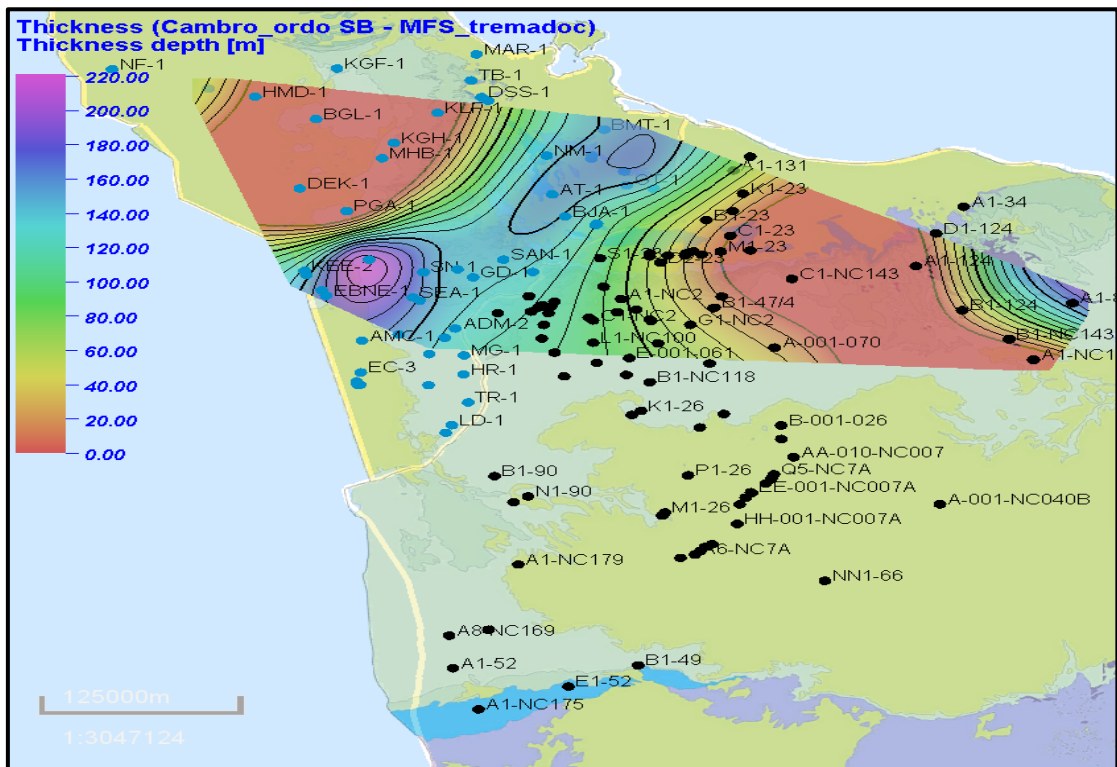 Thickness (Cambro_ordo SB - MFS_tremadoc)
Thickness depth [m]
220.00
200.00
180.00
160.00
140.00
120.00
100.00
80.00
60.00
40.00
20.00
0.00
NF-1
KGF-1
MAR-1
TB-1
DSS-1
HMD-1
BGL-1
KLF-1
KGH-1
MHB-1
BMT-1
NM-1
DEK-1
AT-1
PGA-1
BJA-1
A1-131
K1-23
B1-23
C1-23
M1-23
A1-34
D1-124
A1-124
C1-NC143
KEE-2
SN-1
SAN-1
GD-1
EBNE-1
SEA-1
A1-NC2
B1-47/4
B1-124
AMC-1
ADM-2
C1-NC2
G1-NC2
L1-NC100
A-001-070
B1-NC143
E-001-061
EC-3
MG-1
HR-1
B1-NC118
TR-1
K1-26
LD-1
B-001-026
AA-010-NC007
B1-90
P1-26
Q5-NC7A
N1-90
EE-001-NC007A
A-001-NC040B
M1-26
HH-001-NC007A
A6-NC7A
A1-NC179
NN1-66
A8-NC169
A1-52
B1-49
E1-52
A1-NC175
125000m
1:3047124